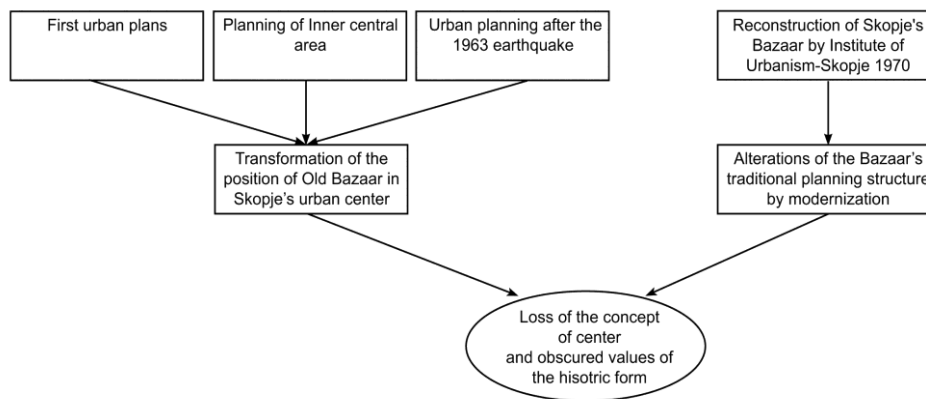 First urban plans
Planning of Inner central
area
Urban planning after the
1963 earthquake
Reconstruction of Skopje's
Bazaar by Institute of
Urbanism-Skopje 1970
Transformation of the
position of Old Bazaar in
Skopje’s urban center
Alterations of the Bazaar’s
traditional planning structure
by modernization
Loss of the concept
of center
and obscured values of
the hisotric form